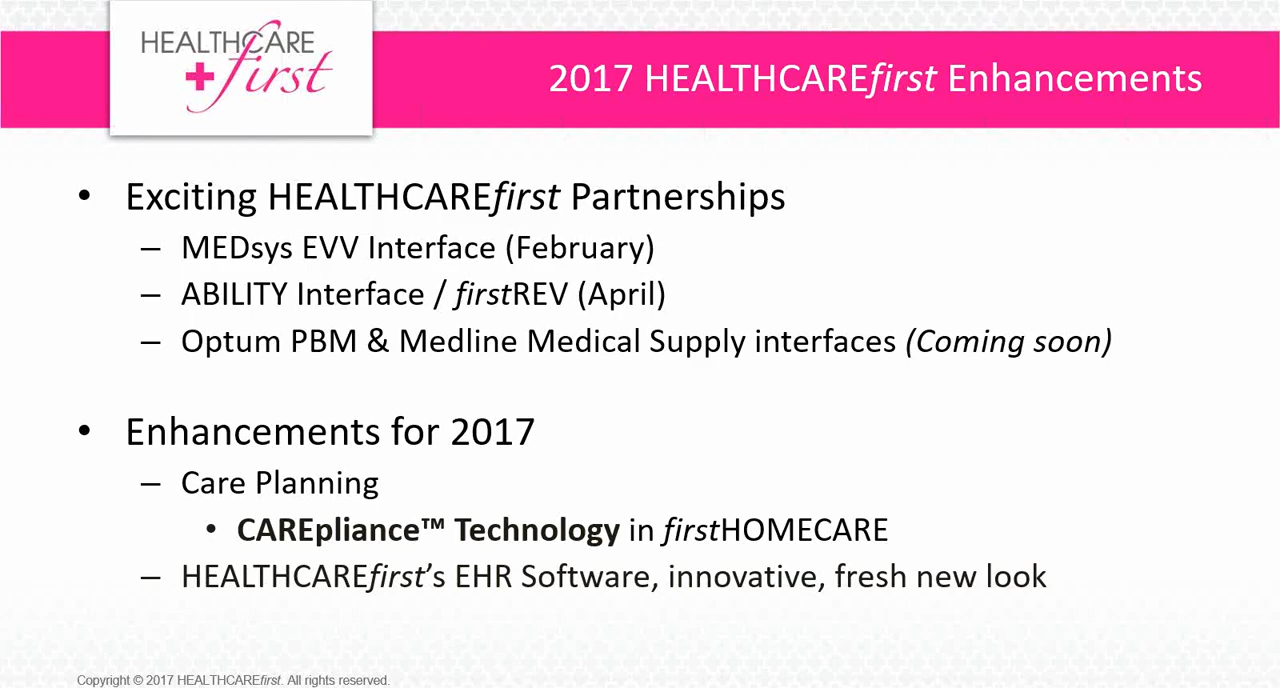 HEALTHCARE
first
2017 HEALTHCAREfirst Enhancements
• Exciting HEALTHCAREfirst Partnerships
– MEDsys EVV Interface (February)
– ABILITY Interface / firstREV (April)
– Optum PBM & Medline Medical Supply interfaces (Coming soon)
• Enhancements for 2017
– Care Planning
• CAREpliance™ Technology in firstHOMECARE
– HEALTHCAREfirst’s EHR Software, innovative, fresh new look
Copyright © 2017 HEALTHCAREfirst. All rights reserved.